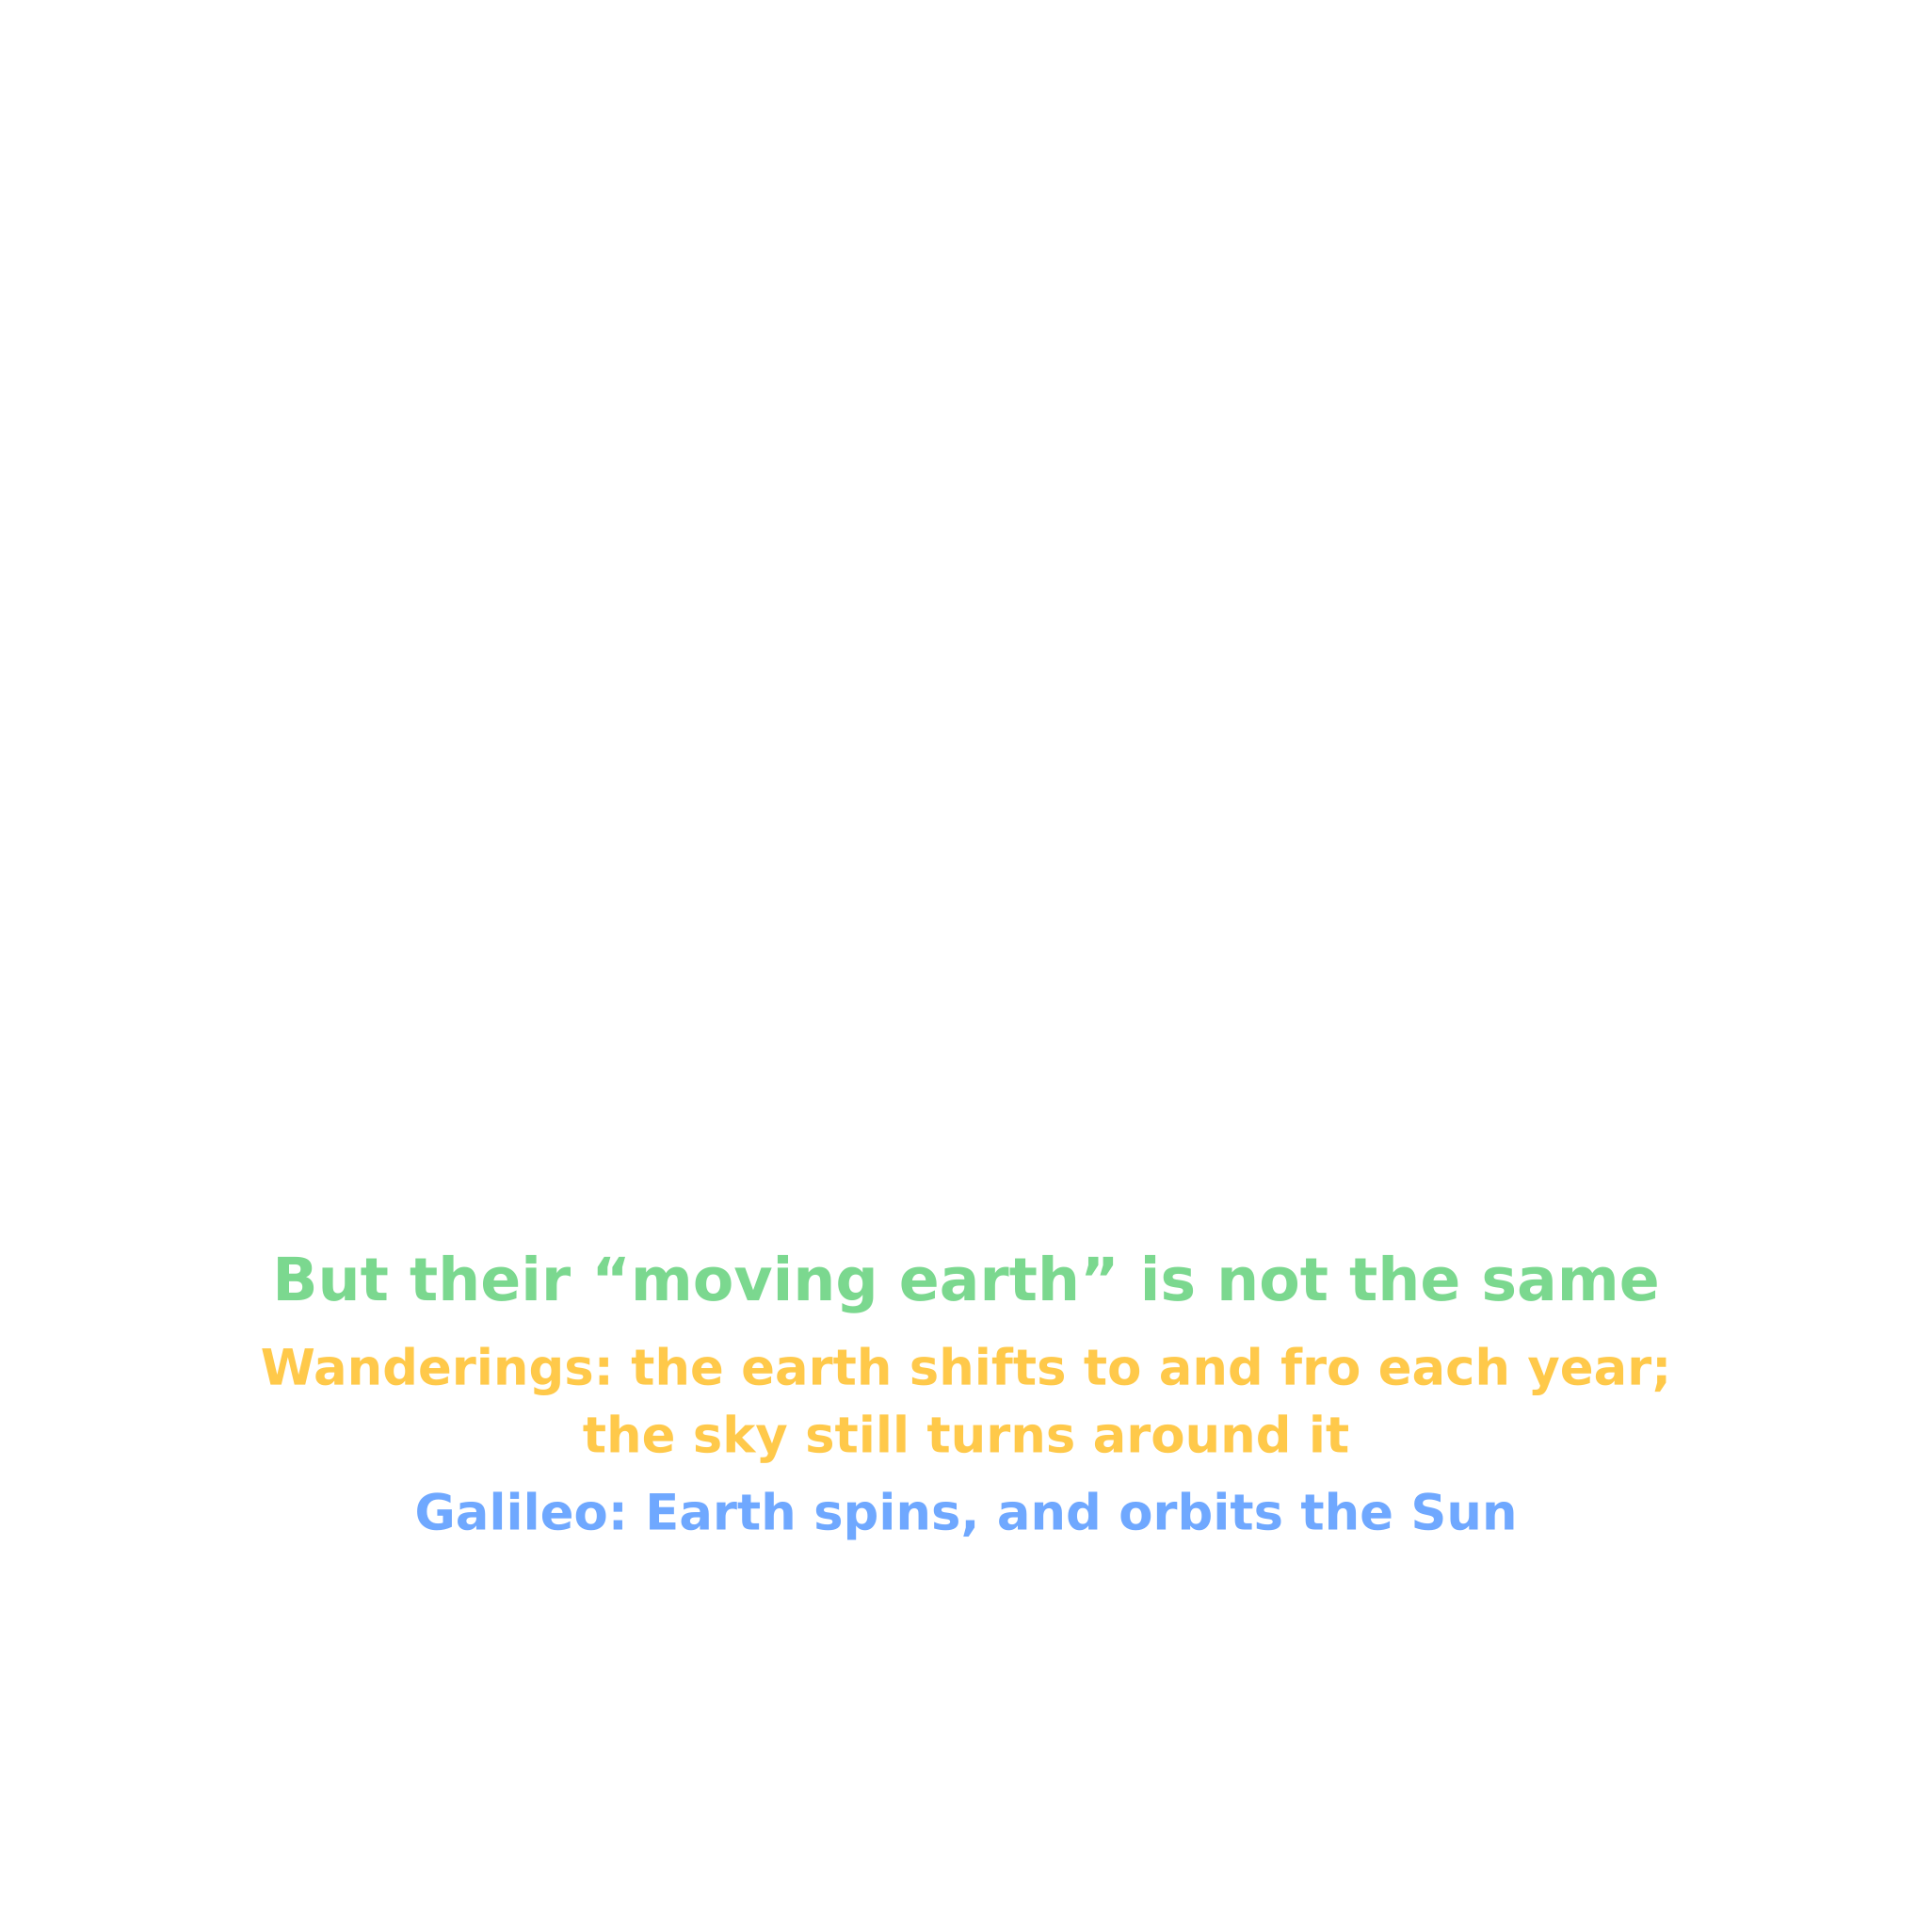 But their “moving earth” is not the same
Wanderings: the earth shifts to and fro each year;
the sky still turns around it
Galileo: Earth spins, and orbits the Sun